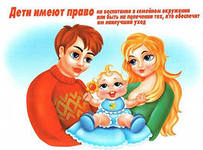 Дети имеют право на воспитание в семейном окружении
или быть на попечении тех, кто обеспечит
им наилучший уход